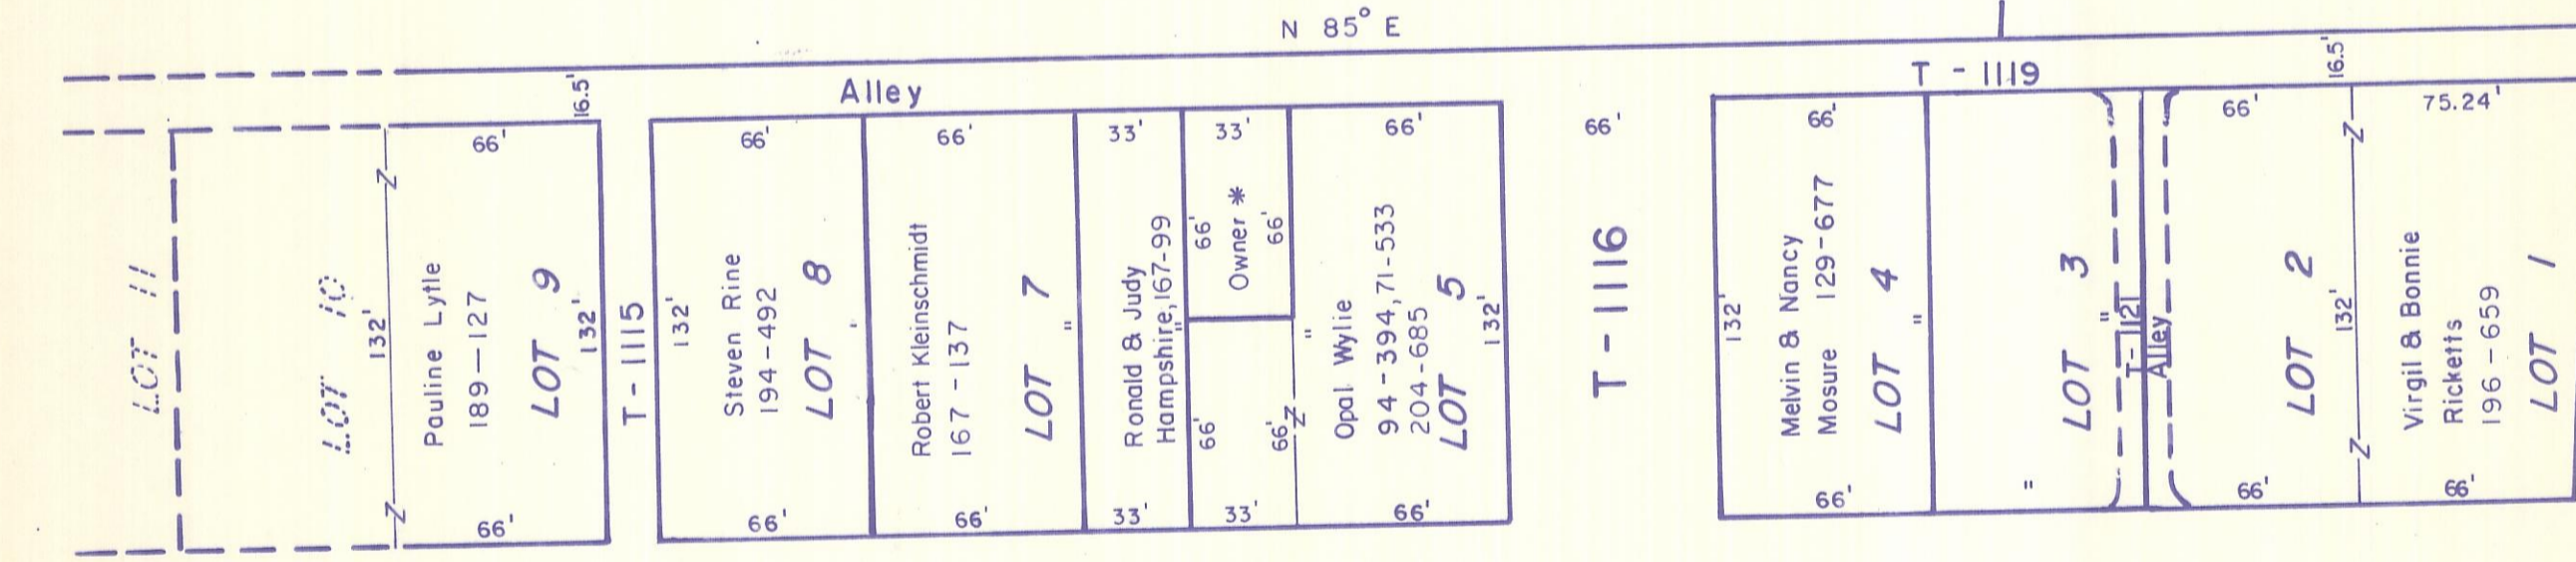 N 85° E
16.5'
Alley
T - 1119
16.5'
LOT 11
LOT 10
132'
66'
Pauline Lytle
189-127
LOT 9
132'
66'
T - 1115
66'
132'
Steven Rine
194-492
LOT 8
'
66'
66'
Robert Kleinschmidt
167-137
LOT 7
"
66'
33'
Ronald & Judy
Hampshire, 167-99
"
33'
33'
66'
Owner *
66'
66'
66'
33'
"
66'
Opal Wylie
94-394, 71-533
204-685
LOT 5
132'
66'
66'
T - 1116
66'
132'
Melvin & Nancy
Mosure 129-677
LOT 4
"
66'
LOT 3
"
"
T-1121
Alley
66'
LOT 2
132'
66'
75.24'
Virgil & Bonnie
Ricketts
196-659
LOT 1
66'